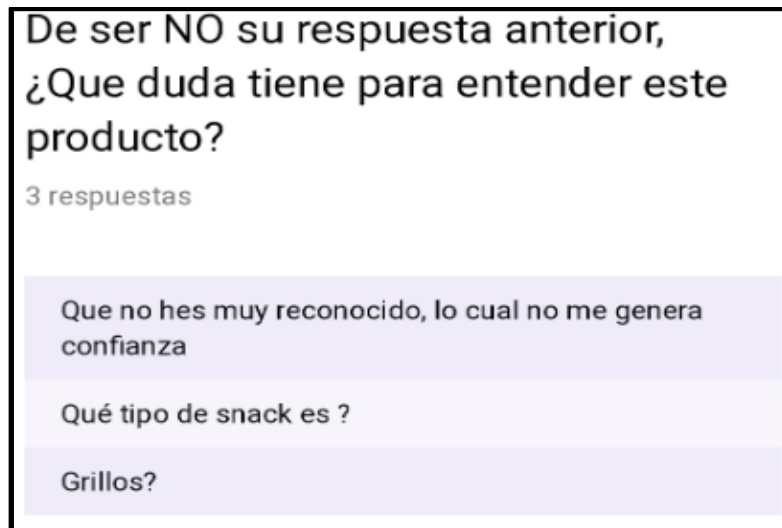 De ser NO su respuesta anterior,
¿Que duda tiene para entender este
producto?
3 respuestas
Que no hes muy reconocido, lo cual no me genera
confianza
Qué tipo de snack es ?
Grillos?